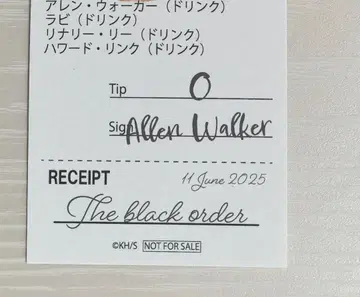 アレン・ウォーカー（ドリンク）
ラビ（ドリンク）
リナリー・リー（ドリンク）
ハワード・リンク（ドリンク）
Tip 0
Sign Allen Walker
RECEIPT 11 June 2025
The black order
©KH/S NOT FOR SALE